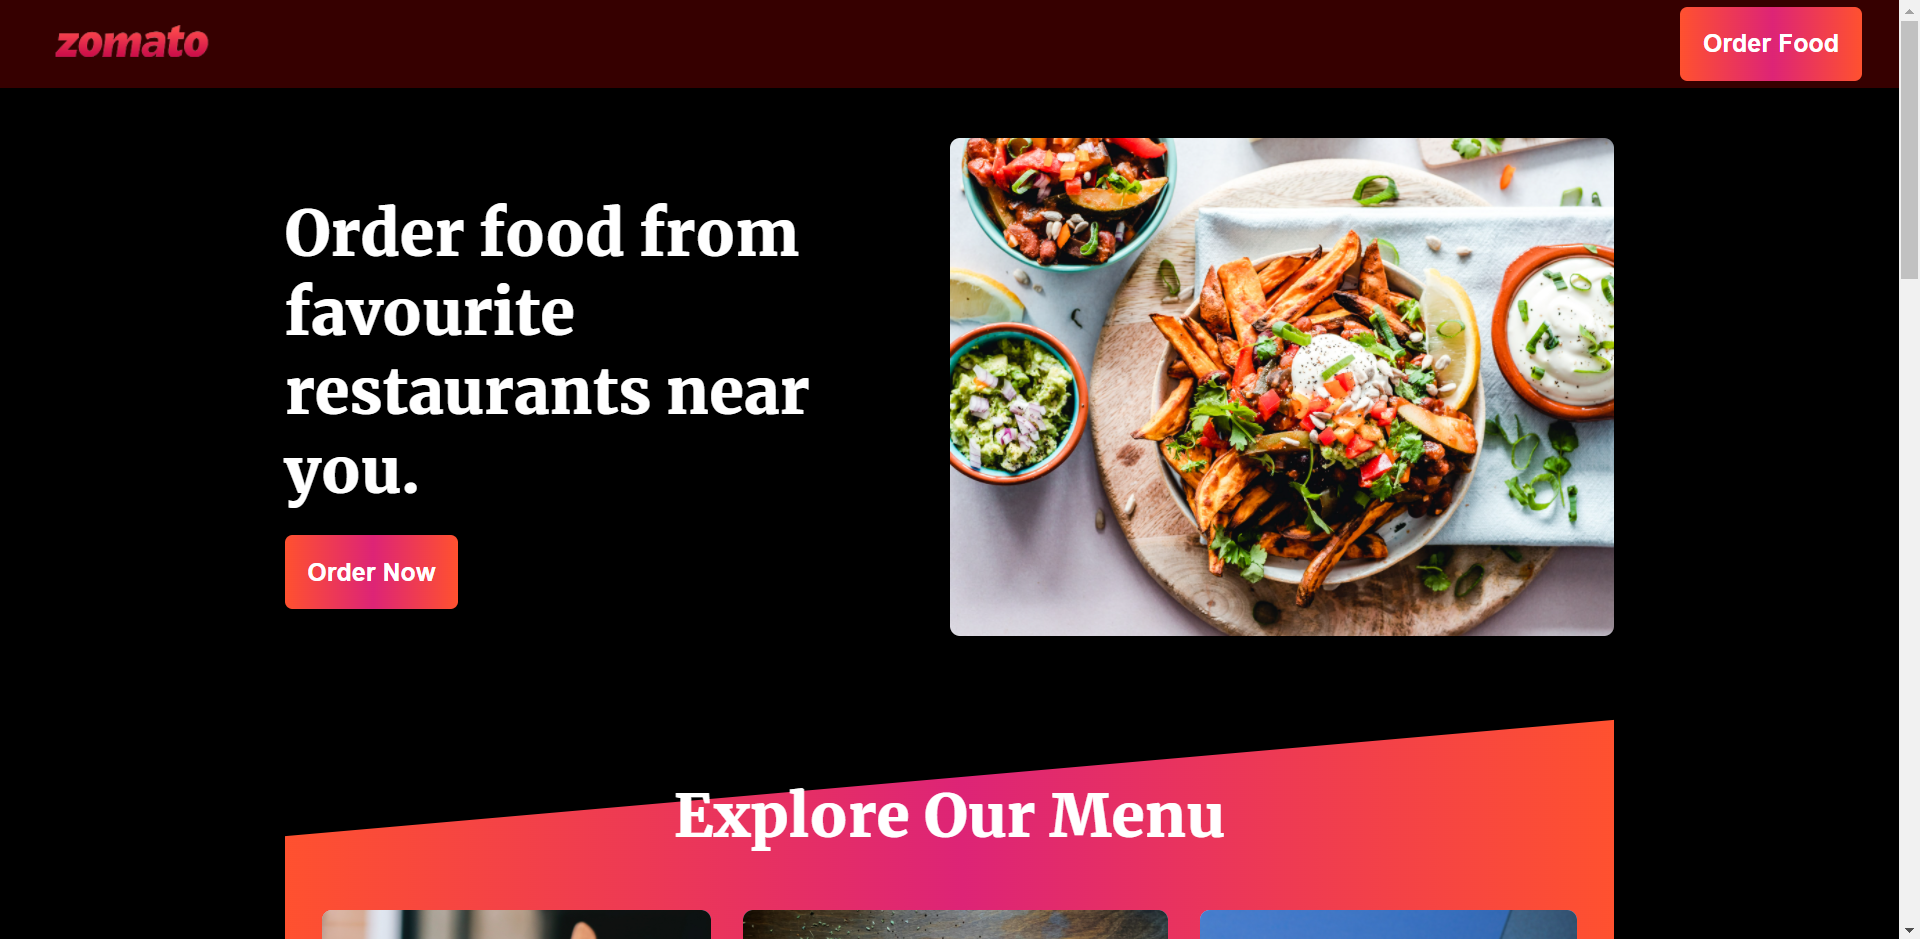 zomato
Order Food
Order food from
favourite
restaurants near
you.
Order Now
Explore Our Menu